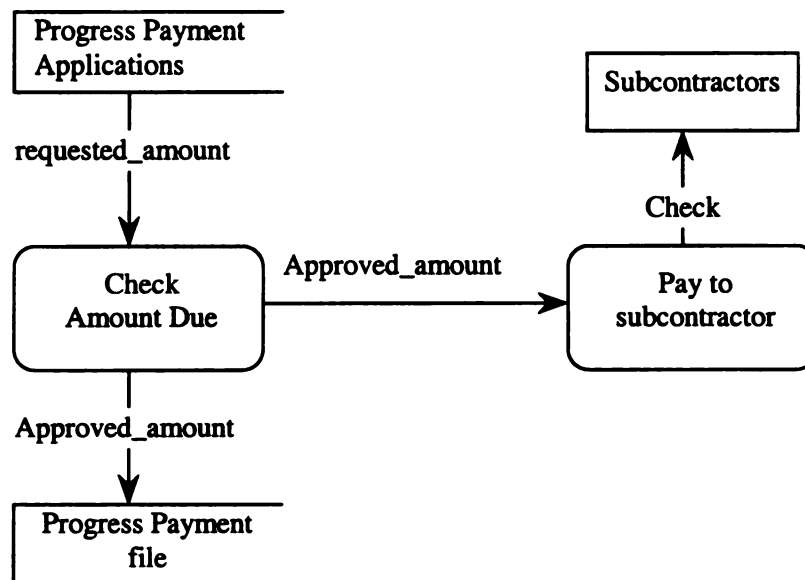 Progress Payment
Applications
Subcontractors
requested_amount
Check
Check
Amount Due
Approved_amount
Pay to
subcontractor
Approved_amount
Progress Payment
file